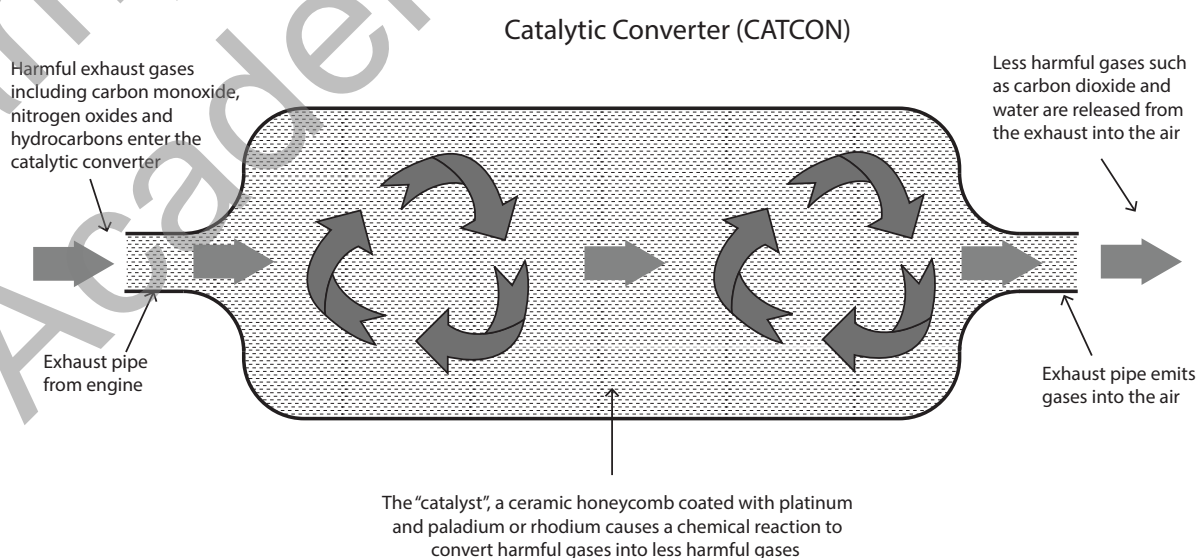 Catalytic Converter (CATCON)
Harmful exhaust gases
including carbon monoxide,
nitrogen oxides and
hydrocarbons enter the
catalytic converter
Less harmful gases such
as carbon dioxide and
water are released from
the exhaust into the air
Exhaust pipe
from engine
Exhaust pipe emits
gases into the air
The “catalyst”, a ceramic honeycomb coated with platinum
and paladium or rhodium causes a chemical reaction to
convert harmful gases into less harmful gases